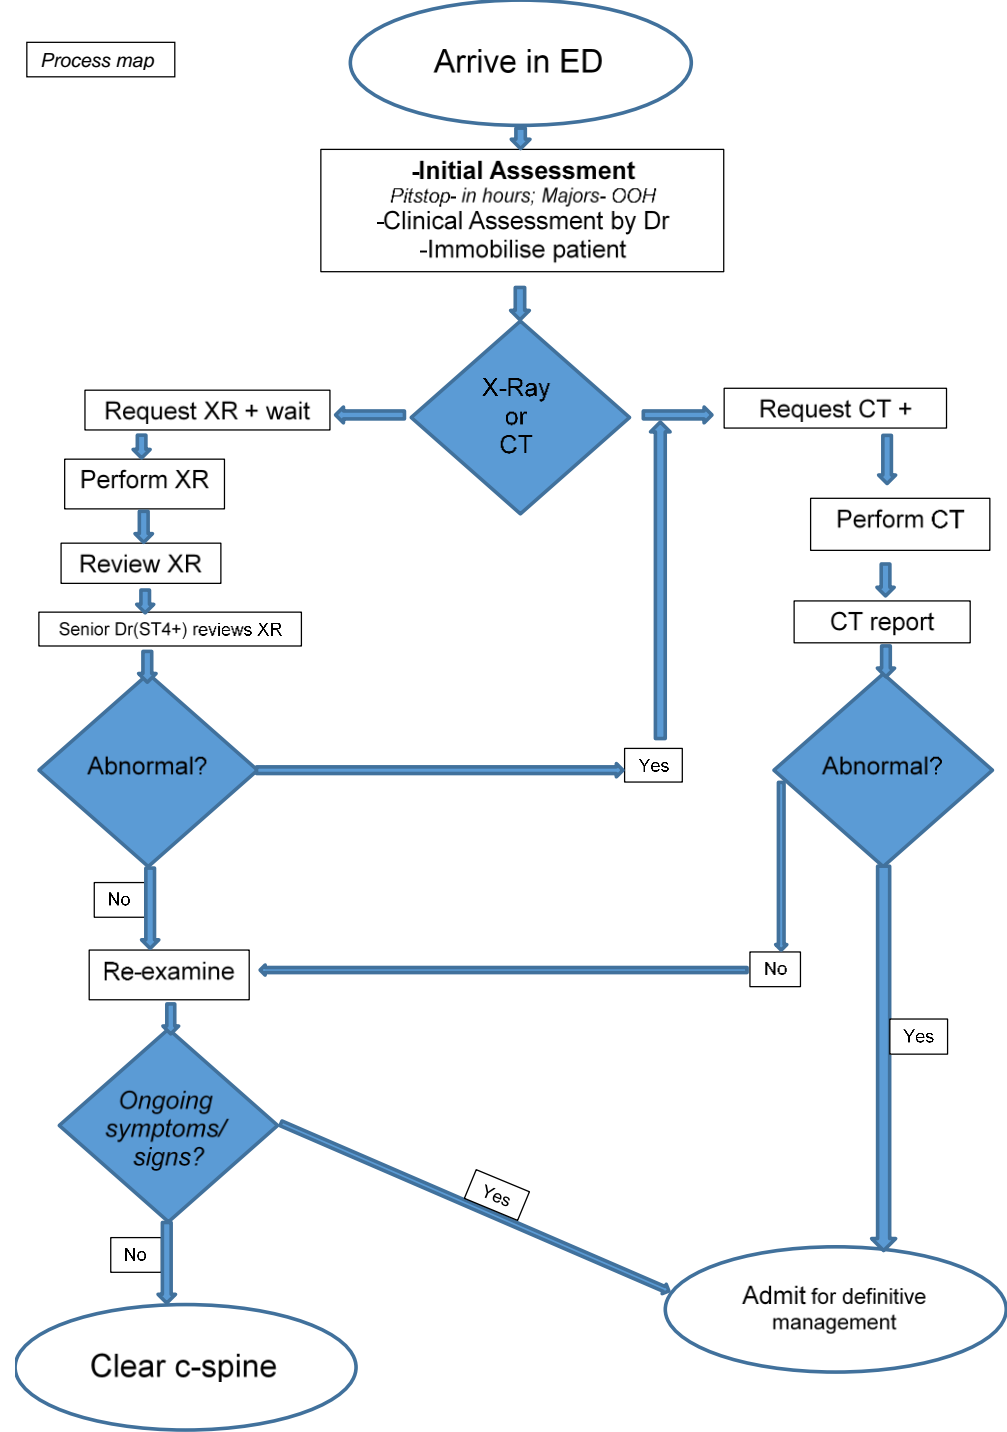 Process map
Arrive in ED
-Initial Assessment
Pitstop- in hours; Majors- OOH
-Clinical Assessment by Dr
-Immobilise patient
X-Ray
or
CT
Request XR + wait
Request CT +
Perform XR
Perform CT
Review XR
CT report
Senior Dr(ST4+) reviews XR
Abnormal?
Yes
Abnormal?
No
Re-examine
No
Yes
Ongoing
symptoms/
signs?
Yes
No
Admit for definitive
management
Clear c-spine